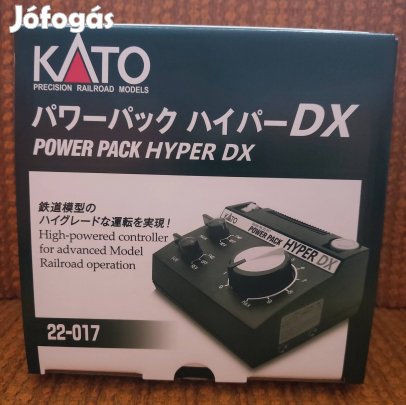 Jófogás
KATO
PRECISION RAILROAD MODELS
パワーパック ハイパーDX
POWER PACK HYPER DX
鉄道模型の
ハイグレードな運転を実現！
High-powered controller
for advanced Model
Railroad operation
KATO
POWER PACK HYPER DX
22-017